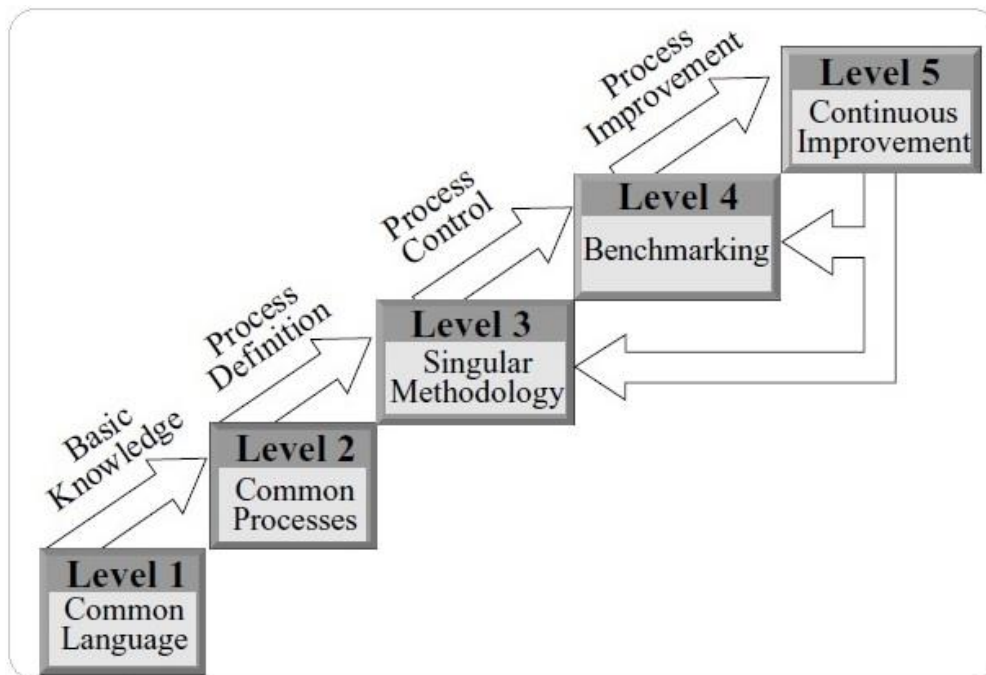 Level 1
Common
Language
Basic
Knowledge
Level 2
Common
Processes
Process
Definition
Level 3
Singular
Methodology
Process
Control
Level 4
Benchmarking
Process
Improvement
Level 5
Continuous
Improvement